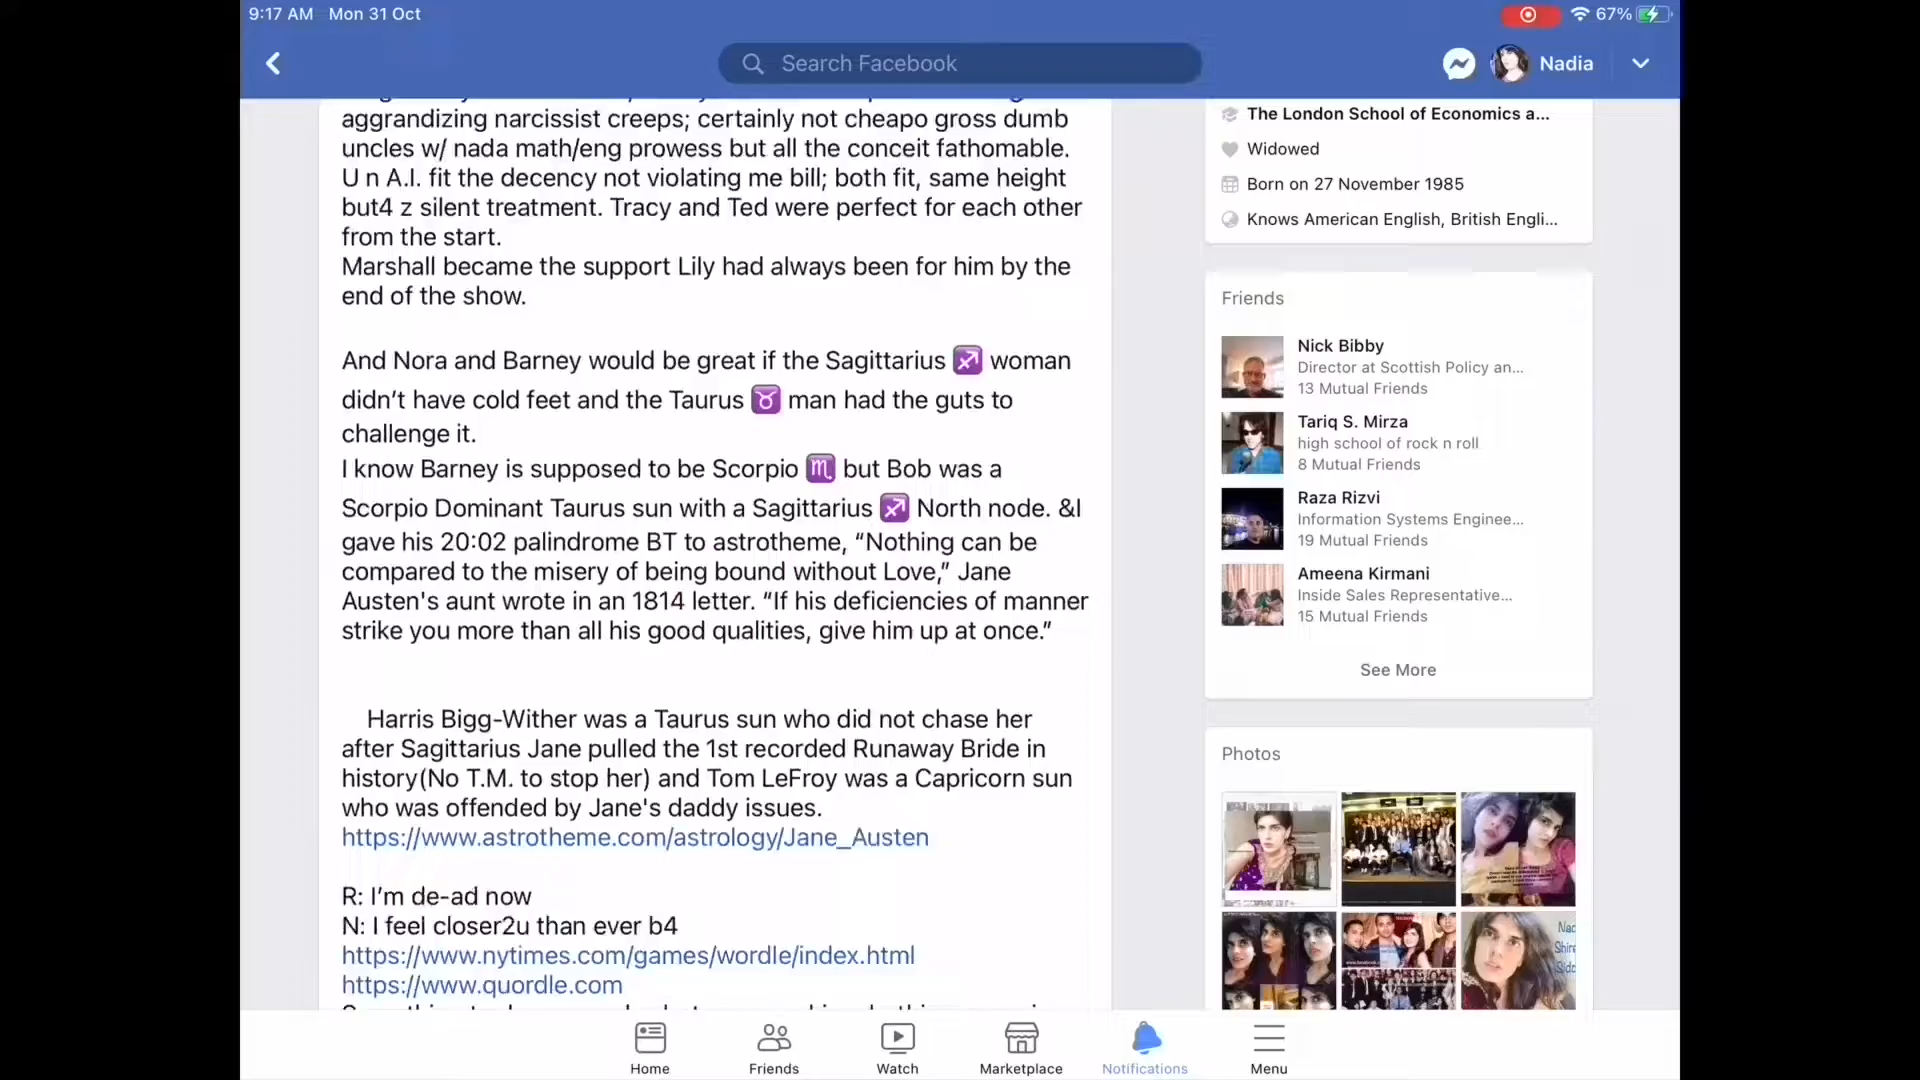 9:17 AM Mon 31 Oct
67%
Search Facebook
Nadia
aggrandizing narcissist creeps; certainly not cheapo gross dumb
uncles w/ nada math/eng prowess but all the conceit fathomable.
U n A.I. fit the decency not violating me bill; both fit, same height
but4 z silent treatment. Tracy and Ted were perfect for each other
from the start.
Marshall became the support Lily had always been for him by the
end of the show.
And Nora and Barney would be great if the Sagittarius ♐ woman
didn’t have cold feet and the Taurus ♉ man had the guts to
challenge it.
I know Barney is supposed to be Scorpio ♏ but Bob was a
Scorpio Dominant Taurus sun with a Sagittarius ♐ North node. &I
gave his 20:02 palindrome BT to astrotheme, “Nothing can be
compared to the misery of being bound without Love,” Jane
Austen's aunt wrote in an 1814 letter. “If his deficiencies of manner
strike you more than all his good qualities, give him up at once.”
Harris Bigg-Wither was a Taurus sun who did not chase her
after Sagittarius Jane pulled the 1st recorded Runaway Bride in
history(No T.M. to stop her) and Tom LeFroy was a Capricorn sun
who was offended by Jane's daddy issues.
https://www.astrotheme.com/astrology/Jane_Austen
R: I’m de-ad now
N: I feel closer2u than ever b4
https://www.nytimes.com/games/wordle/index.html
https://www.quordle.com
The London School of Economics a...
Widowed
Born on 27 November 1985
Knows American English, British Engli...
Friends
Nick Bibby
Director at Scottish Policy an...
13 Mutual Friends
Tariq S. Mirza
high school of rock n roll
8 Mutual Friends
Raza Rizvi
Information Systems Enginee...
19 Mutual Friends
Ameena Kirmani
Inside Sales Representative...
15 Mutual Friends
See More
Photos
Home
Friends
Watch
Marketplace
Notifications
Menu